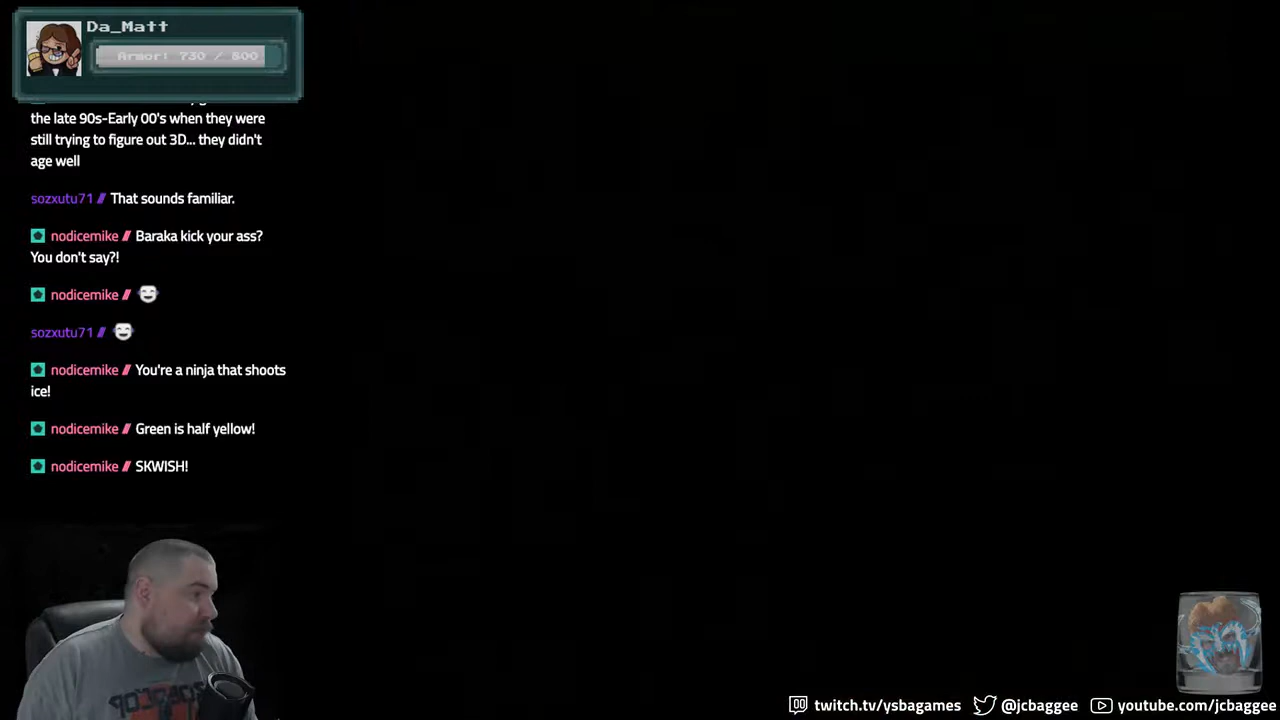 Da_Matt
Armor: 730 / 800
the late 90s-Early 00's when they were
still trying to figure out 3D... they didn't
age well
sozxutu71 // That sounds familiar.
nodicemike // Baraka kick your ass?
You don't say?!
nodicemike //
sozxutu71 //
nodicemike // You're a ninja that shoots
ice!
nodicemike // Green is half yellow!
nodicemike // SKWISH!
twitch.tv/ysbagames @jcbaggee youtube.com/jcbaggee